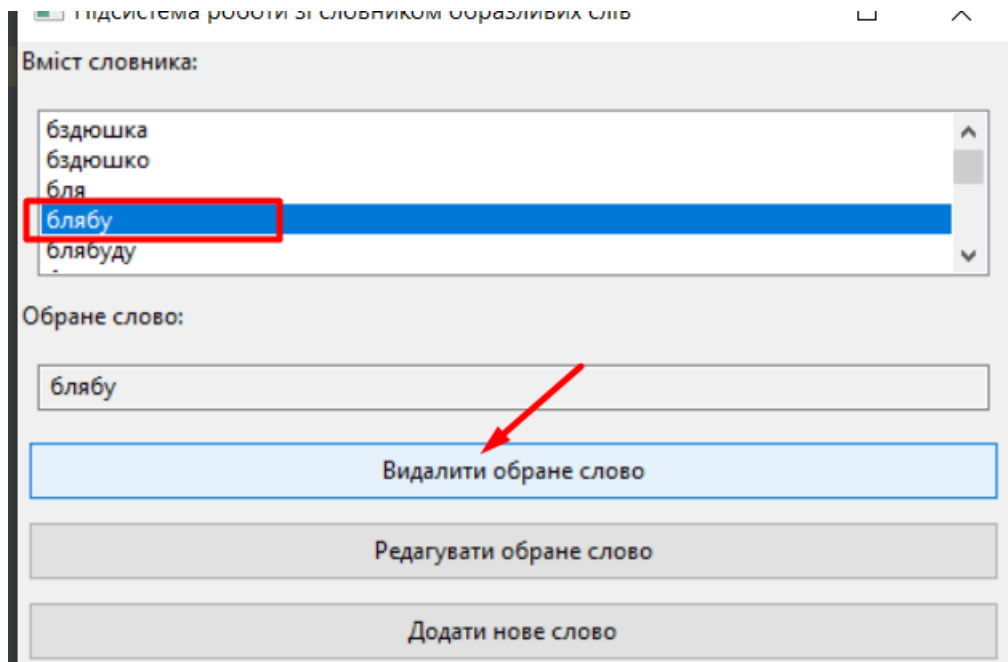 Підсистема роботи зі словником образливих слів
Вміст словника:
бздюшка
бздюшко
бля
блябу
блябуду
Обране слово:
блябу
Видалити обране слово
Редагувати обране слово
Додати нове слово